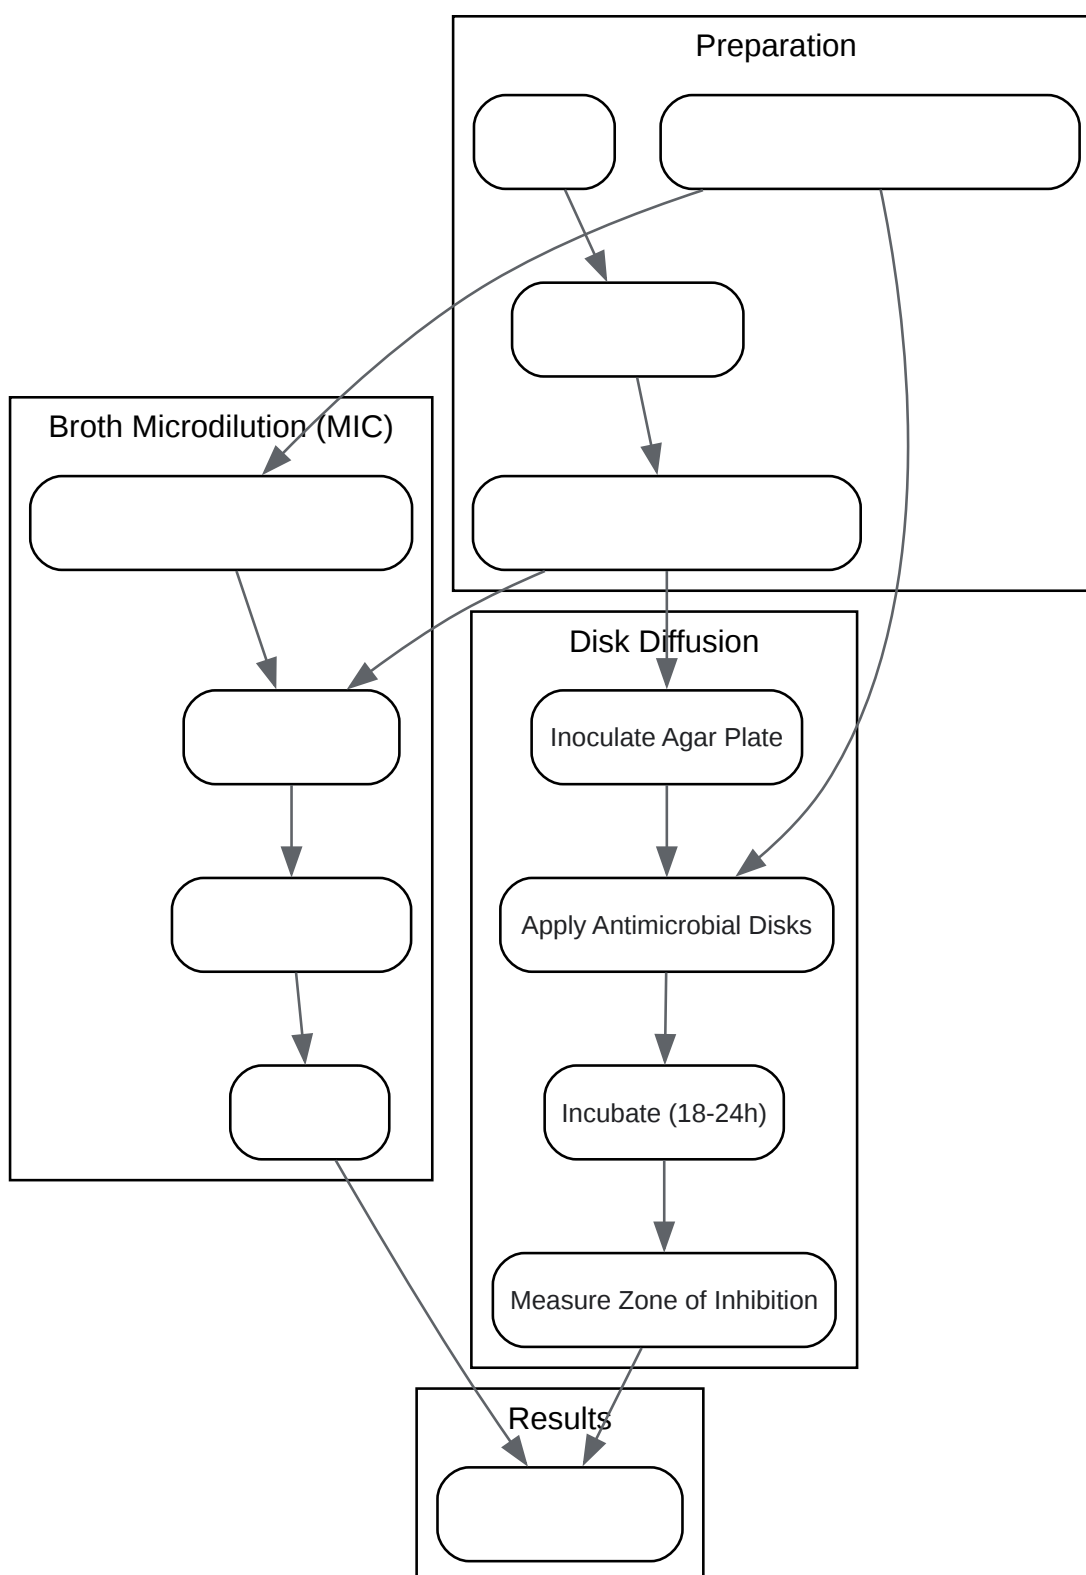 Preparation
Broth Microdilution (MIC)
Disk Diffusion
Inoculate Agar Plate
Apply Antimicrobial Disks
Incubate (18-24h)
Measure Zone of Inhibition
Results